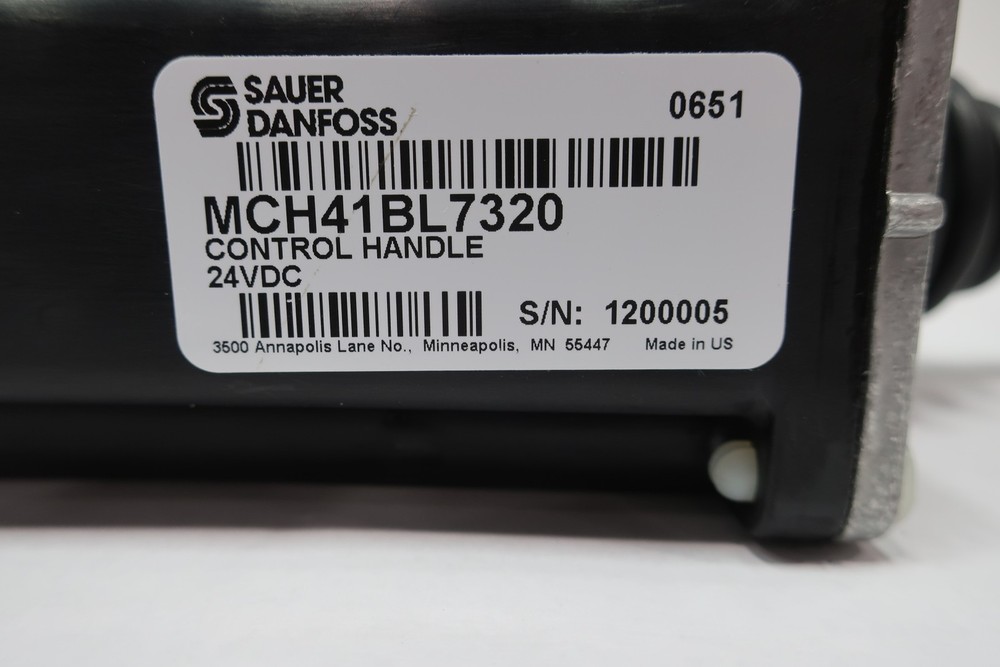 SAUER
DANFOSS
0651
MCH41BL7320
CONTROL HANDLE
24VDC
S/N: 1200005
3500 Annapolis Lane No., Minneapolis, MN 55447 Made in US